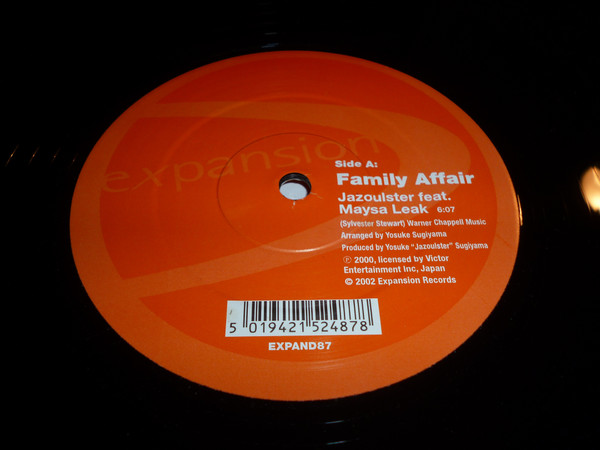 expansion
Side A:
Family Affair
Jazoulster feat.
Maysa Leak 6:07
(Sylvester Stewart) Warner Chappell Music
Arranged by Yosuke Sugiyama
Produced by Yosuke "Jazoulster" Sugiyama
℗ 2000, licensed by Victor
Entertainment Inc, Japan
© 2002 Expansion Records
5 019421 524878
EXPAND87